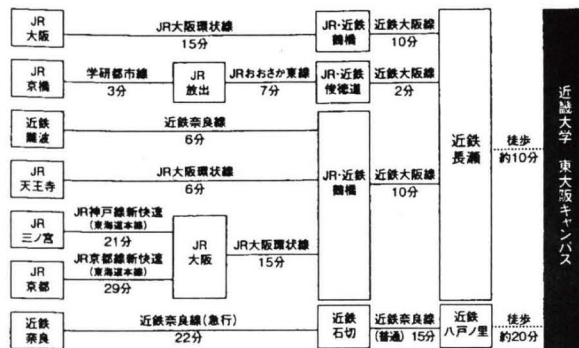 JR
大阪
JR大阪環状線
15分
JR・近鉄
鶴橋
近鉄大阪線
10分
JR
京橋
学研都市線
3分
JR
放出
JRおおさか東線
7分
JR・近鉄
俊徳道
近鉄大阪線
2分
近鉄
難波
近鉄奈良線
6分
JR
天王寺
JR大阪環状線
6分
JR・近鉄
鶴橋
近鉄大阪線
10分
JR
三ノ宮
JR神戸線新快速
(東海道本線)
21分
JR
京都
JR京都線新快速
(東海道本線)
29分
JR
大阪
JR大阪環状線
15分
近鉄
長瀬
徒歩
約10分
近鉄
奈良
近鉄奈良線(急行)
22分
近鉄
石切
近鉄奈良線
(普通) 15分
近鉄
八戸ノ里
徒歩
約20分
近畿大学 東大阪キャンパス